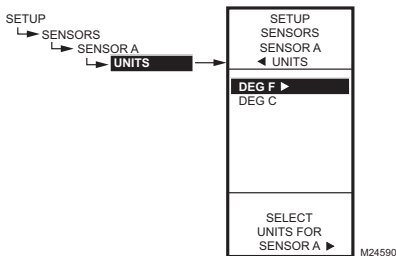 SETUP
SENSORS
SENSOR A
UNITS
SETUP
SENSORS
SENSOR A
◄ UNITS
DEG F ►
DEG C
SELECT
UNITS FOR
SENSOR A ►
M24590